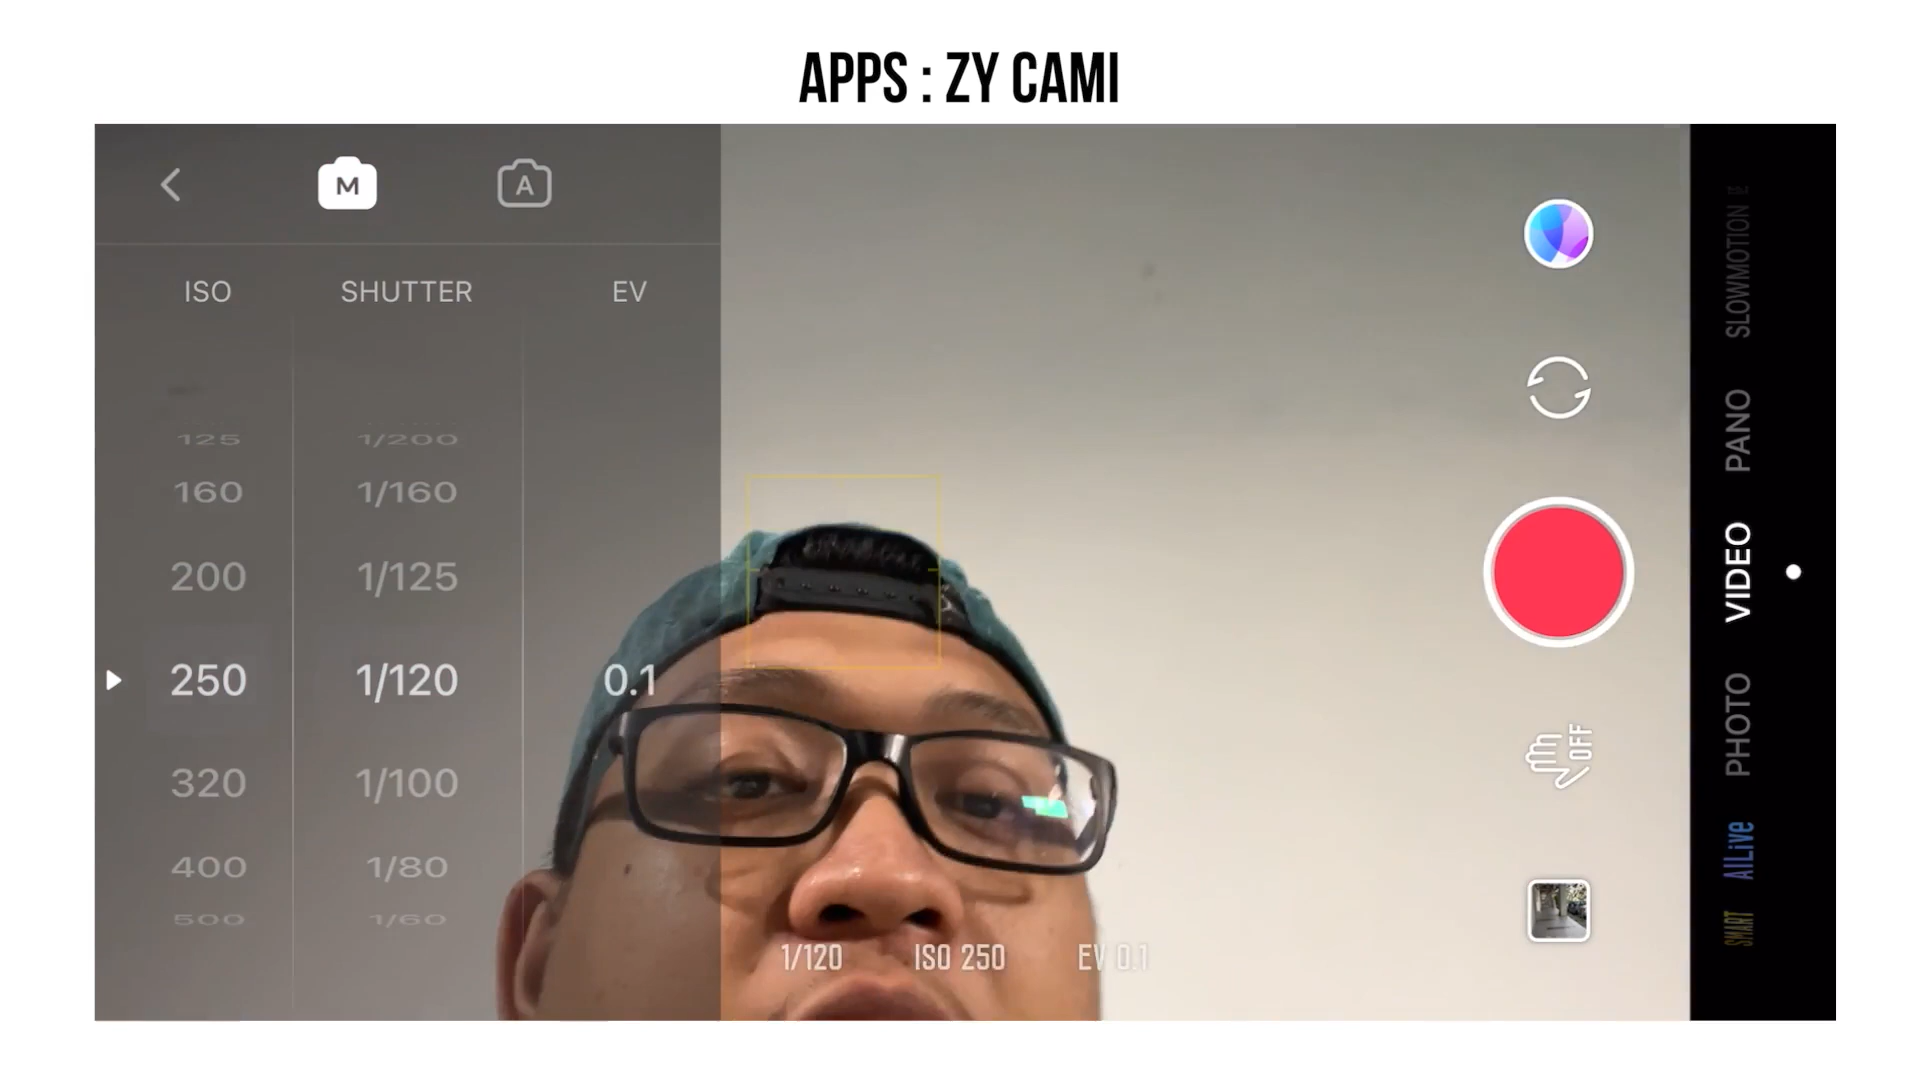 APPS : ZY CAMI
M A
ISO SHUTTER EV
125 1/200
160 1/160
200 1/125
250 1/120 0.1
320 1/100
400 1/80
500 1/60
1/120 ISO 250 EV 0.1
OFF
SLOWMOTION
PANO
VIDEO
PHOTO
AILive
SMART